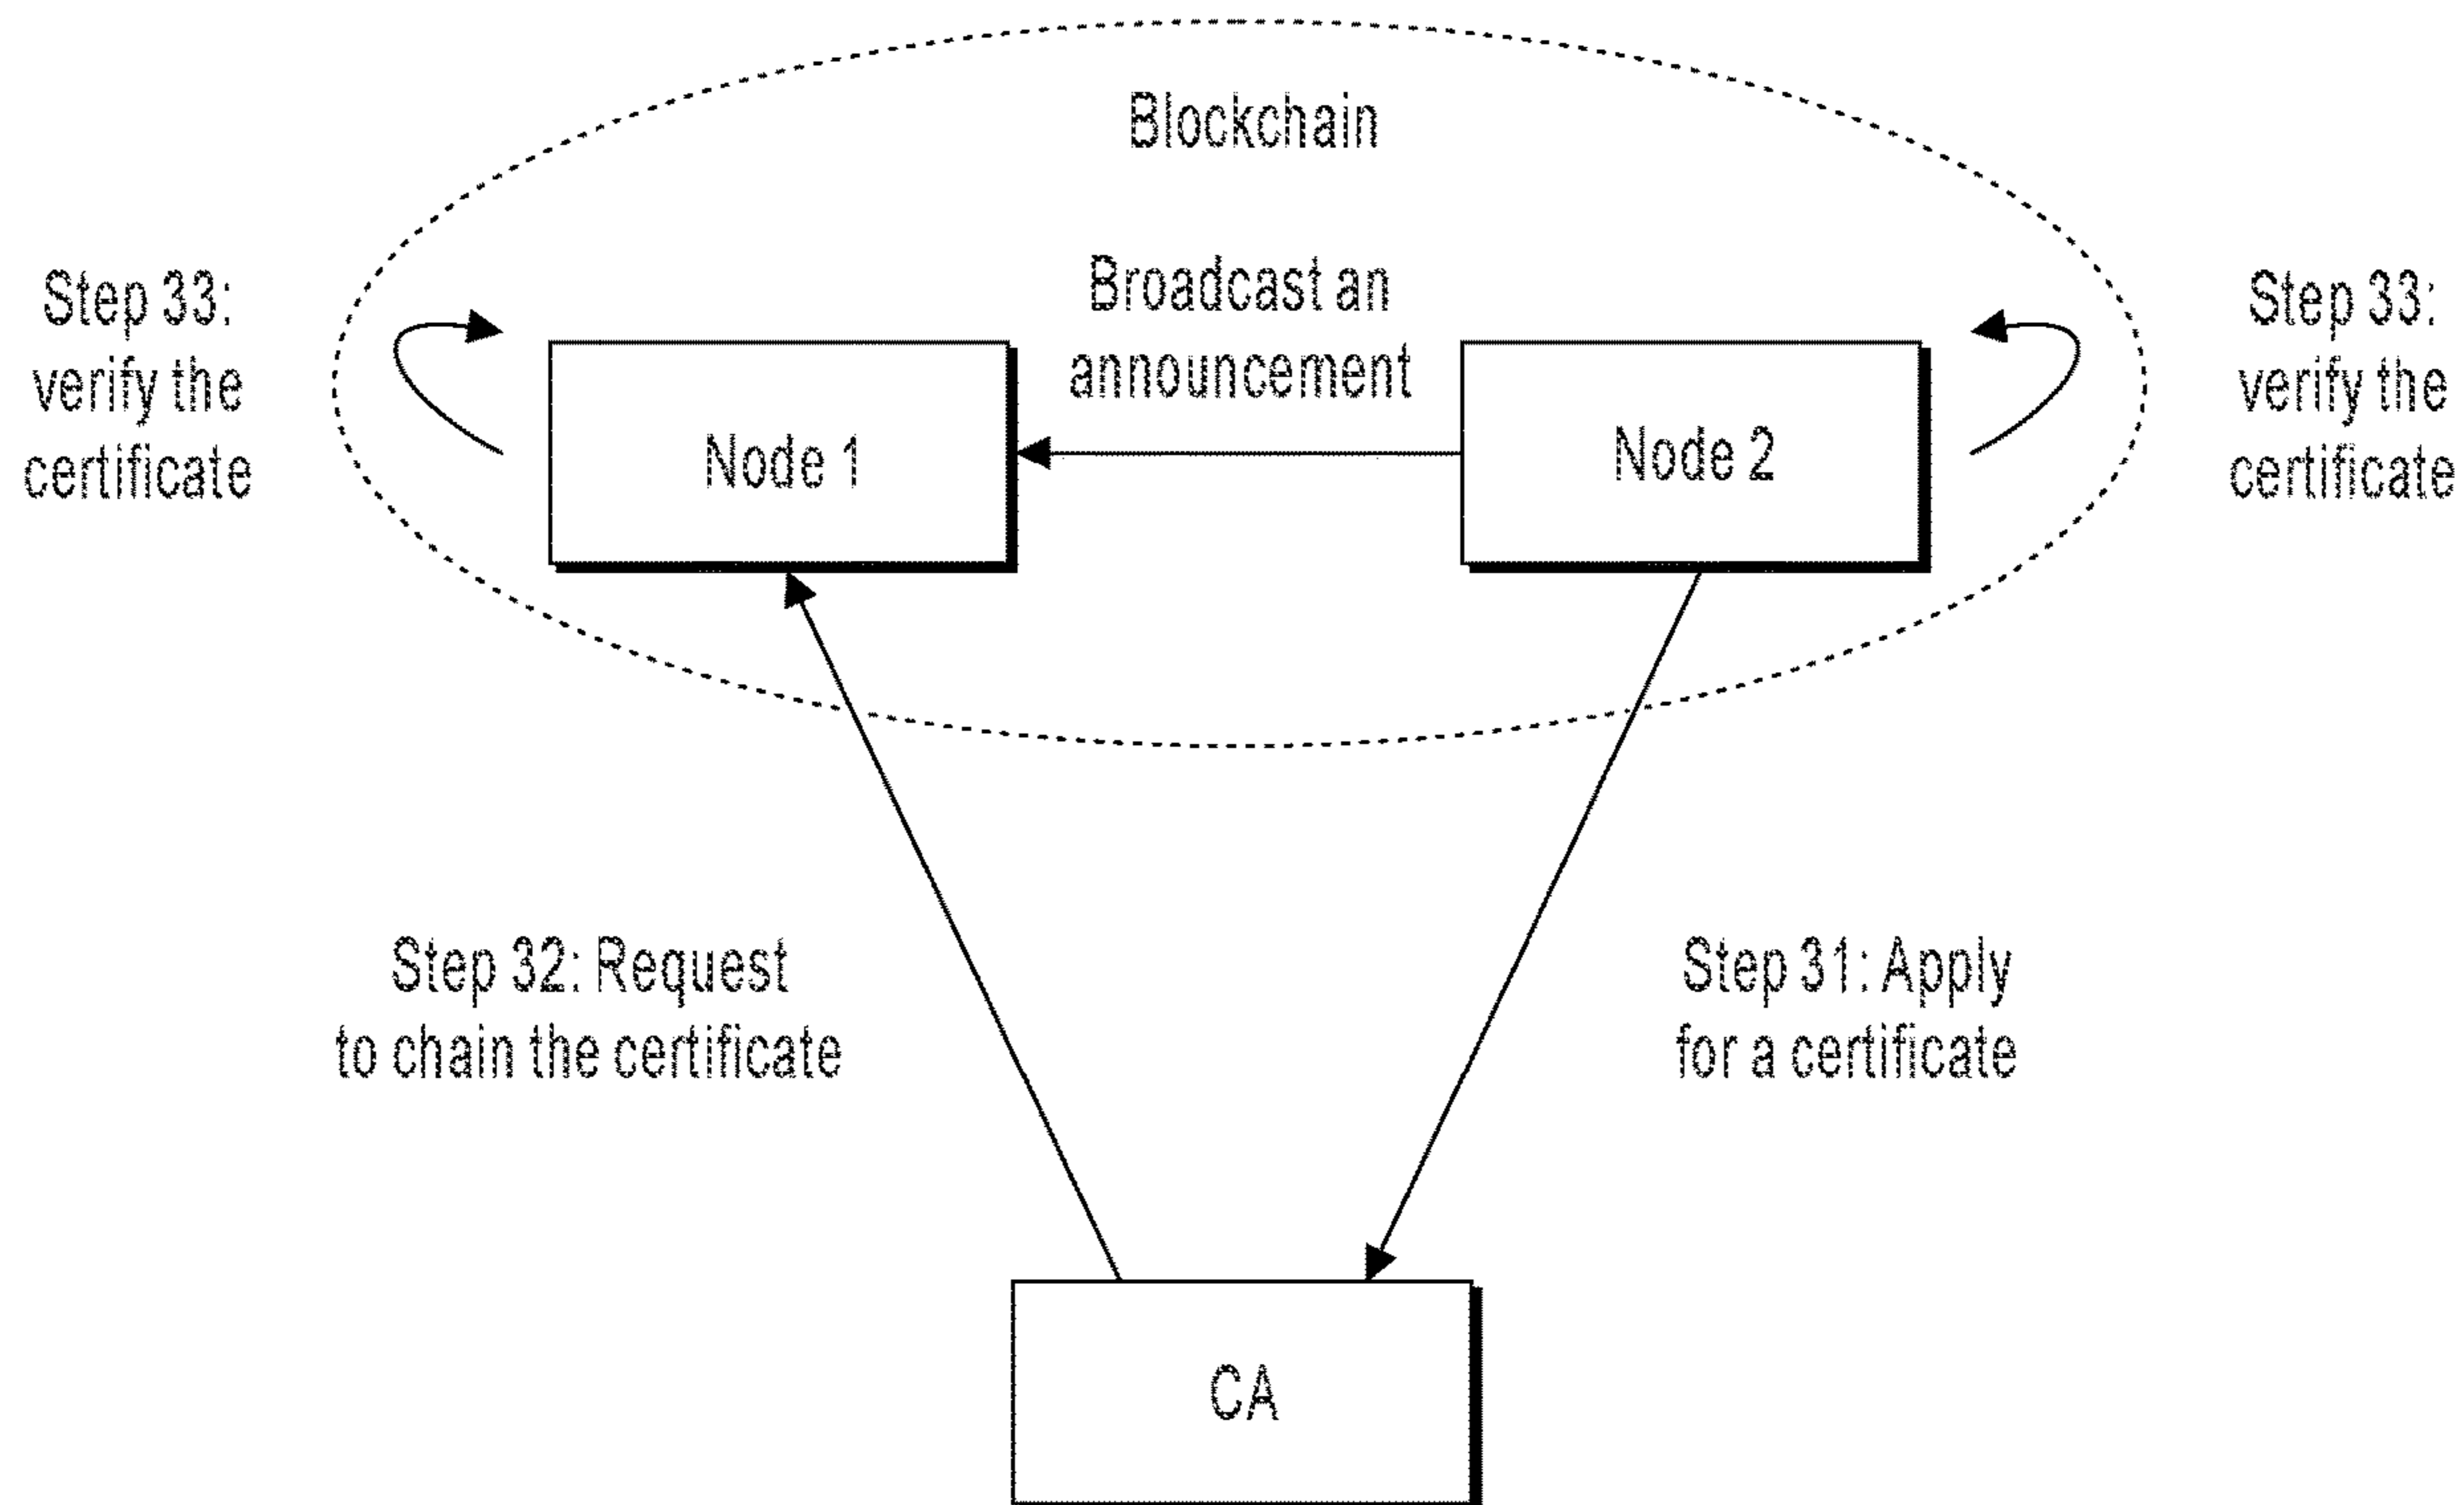 Blockchain
Broadcast an
announcement
Step 33:
verify the
certificate
Node 1
Node 2
Step 33:
verify the
certificate
Step 32: Request
to chain the certificate
Step 31: Apply
for a certificate
CA